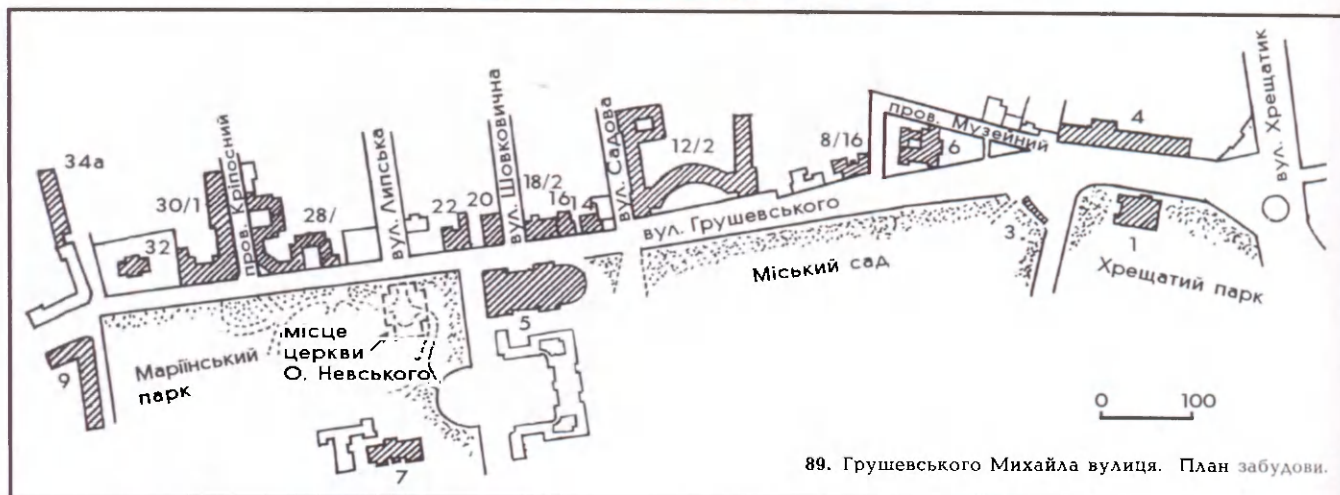 34а
32
30/1
пров. Кріпосний
28/
вул. Липська
22
20
вул. Шовковична
18/2
16
14
вул. Садова
12/2
8/16
пров. Музейний
6
4
вул. Хрещатик
вул. Грушевського
3
1
Міський сад
Хрещатий парк
5
місце
церкви
О. Невського
Маріїнський
парк
9
7
0 100
89. Грушевського Михайла вулиця. План забудови.